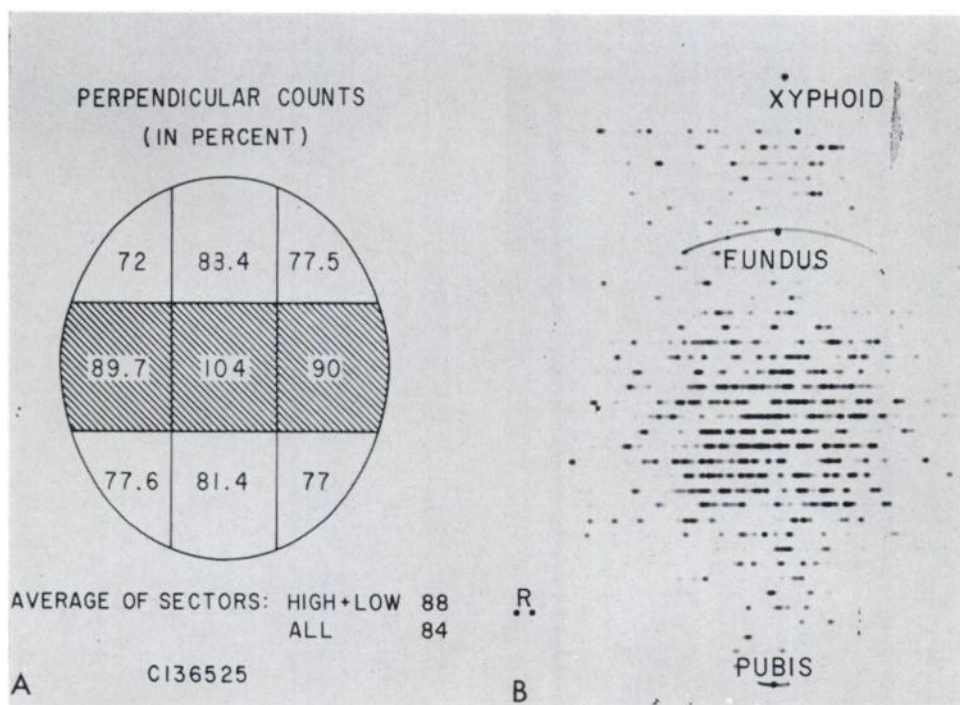 PERPENDICULAR COUNTS
(IN PERCENT)
72 83.4 77.5
89.7 104 90
77.6 81.4 77
AVERAGE OF SECTORS: HIGH+LOW 88
ALL 84
C136525
A
XYPHOID
FUNDUS
R
PUBIS
B